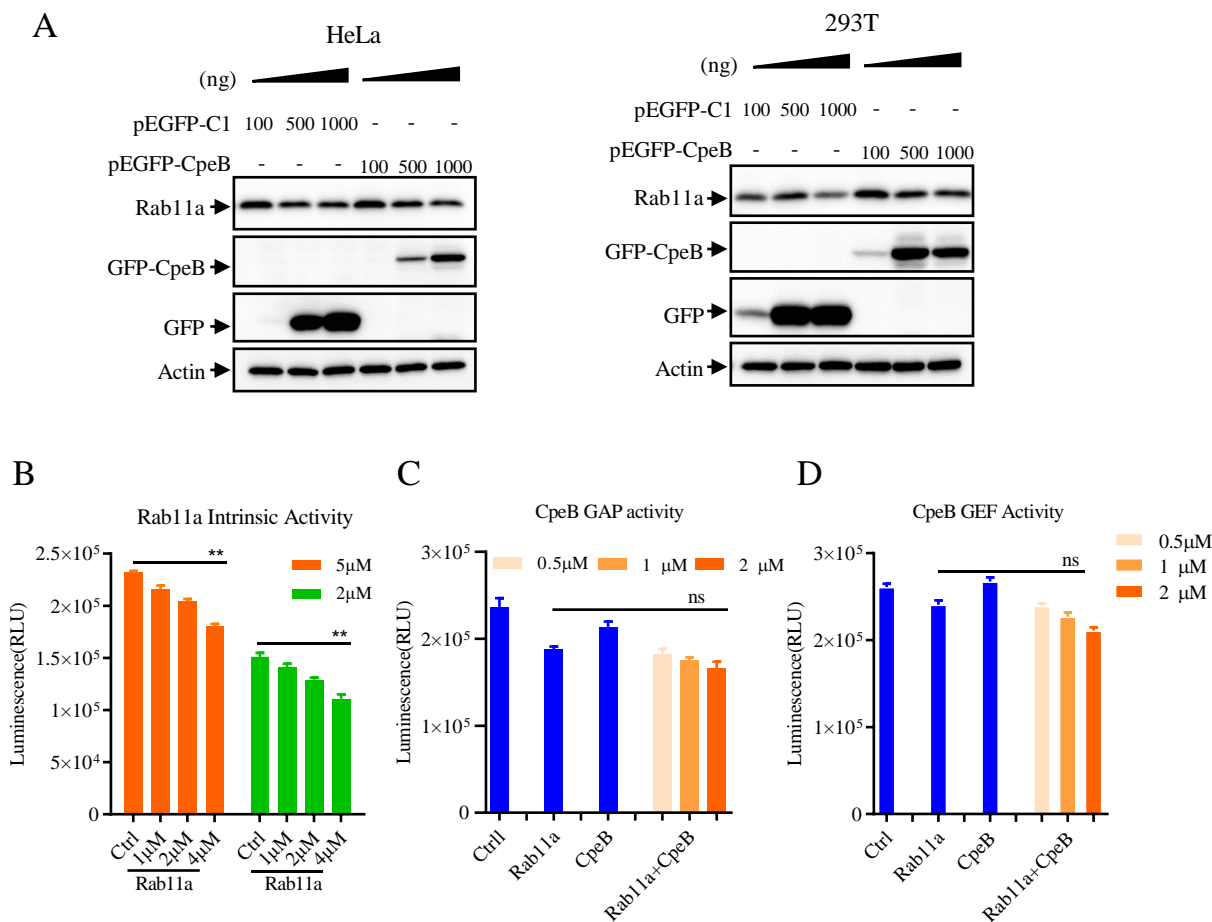 A
HeLa
(ng)
pEGFP-C1 100 500 1000 - - -
pEGFP-CpeB - - - 100 500 1000
Rab11a
GFP-CpeB
GFP
Actin
293T
(ng)
pEGFP-C1 100 500 1000 - - -
pEGFP-CpeB - - - 100 500 1000
Rab11a
GFP-CpeB
GFP
Actin
B
Rab11a Intrinsic Activity
Luminescence(RLU)
2.5×10⁵
2×10⁵
1.5×10⁵
1×10⁵
5×10⁴
0
**
**
5μM
2μM
Ctrl 1μM 2μM 4μM Ctrl 1μM 2μM 4μM
Rab11a Rab11a
C
CpeB GAP activity
Luminescence(RLU)
3×10⁵
2×10⁵
1×10⁵
0
0.5μM 1 μM 2 μM
ns
Ctrll Rab11a CpeB Rab11a+CpeB
D
CpeB GEF Activity
Luminescence(RLU)
3×10⁵
2×10⁵
1×10⁵
0
ns
0.5μM
1 μM
2 μM
Ctrl Rab11a CpeB Rab11a+CpeB